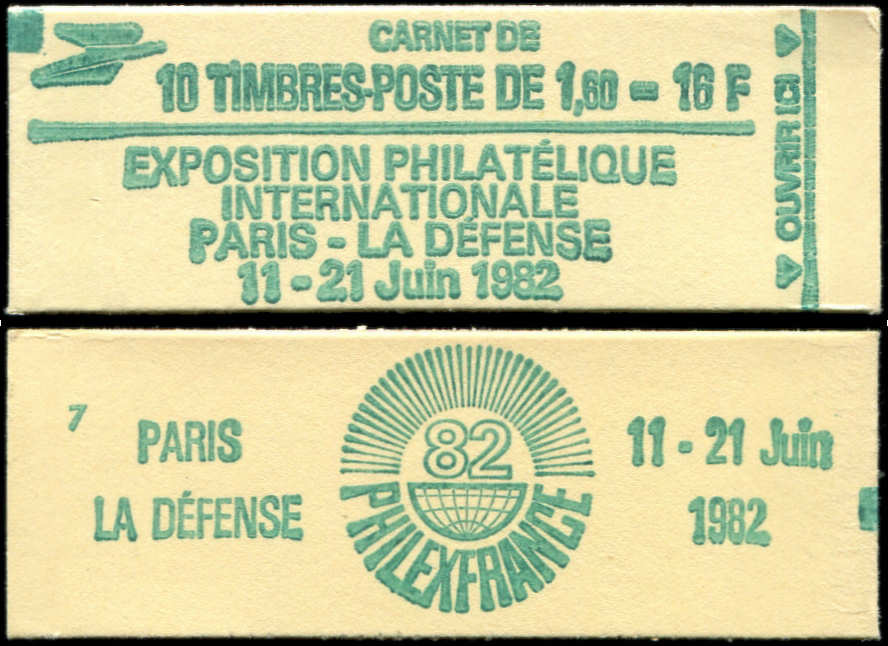 CARNET DE
10 TIMBRES-POSTE DE 1,60 = 16 F
EXPOSITION PHILATÉLIQUE
INTERNATIONALE
PARIS - LA DÉFENSE
11 - 21 Juin 1982
OUVRIR ICI
7
PARIS
LA DÉFENSE
82
PHILEXFRANCE
11 - 21 Juin
1982